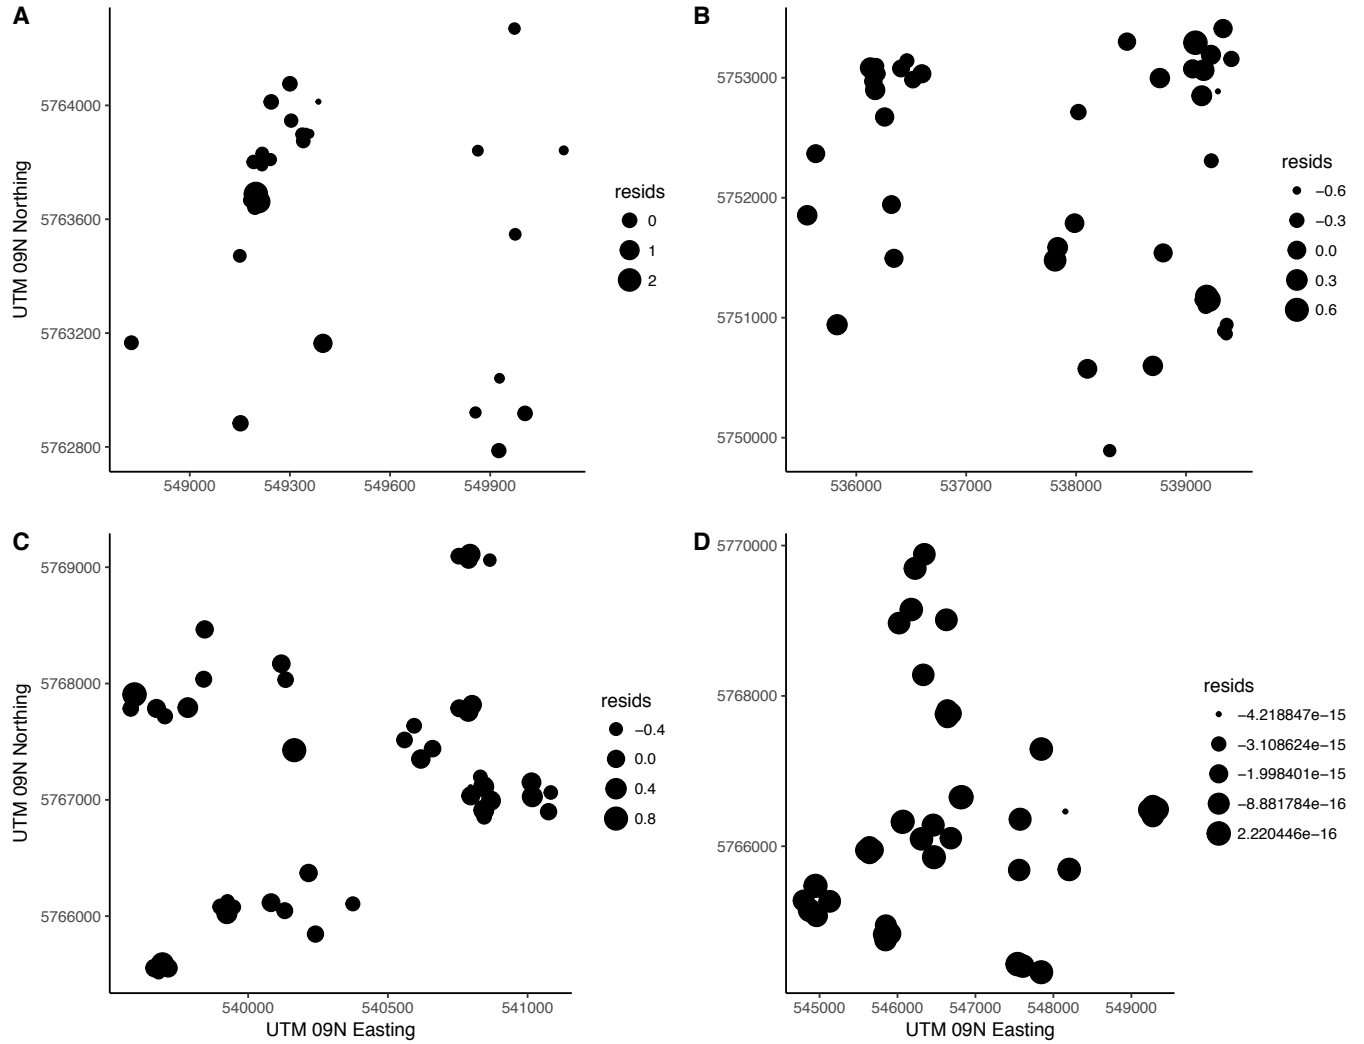 A
UTM 09N Northing
5764000
5763600
5763200
5762800
549000
549300
549600
549900
resids
0
1
2
B
5753000
5752000
5751000
5750000
536000
537000
538000
539000
resids
−0.6
−0.3
0.0
0.3
0.6
C
UTM 09N Northing
5769000
5768000
5767000
5766000
540000
540500
541000
UTM 09N Easting
resids
−0.4
0.0
0.4
0.8
D
5770000
5768000
5766000
545000
546000
547000
548000
549000
UTM 09N Easting
resids
−4.218847e−15
−3.108624e−15
−1.998401e−15
−8.881784e−16
2.220446e−16